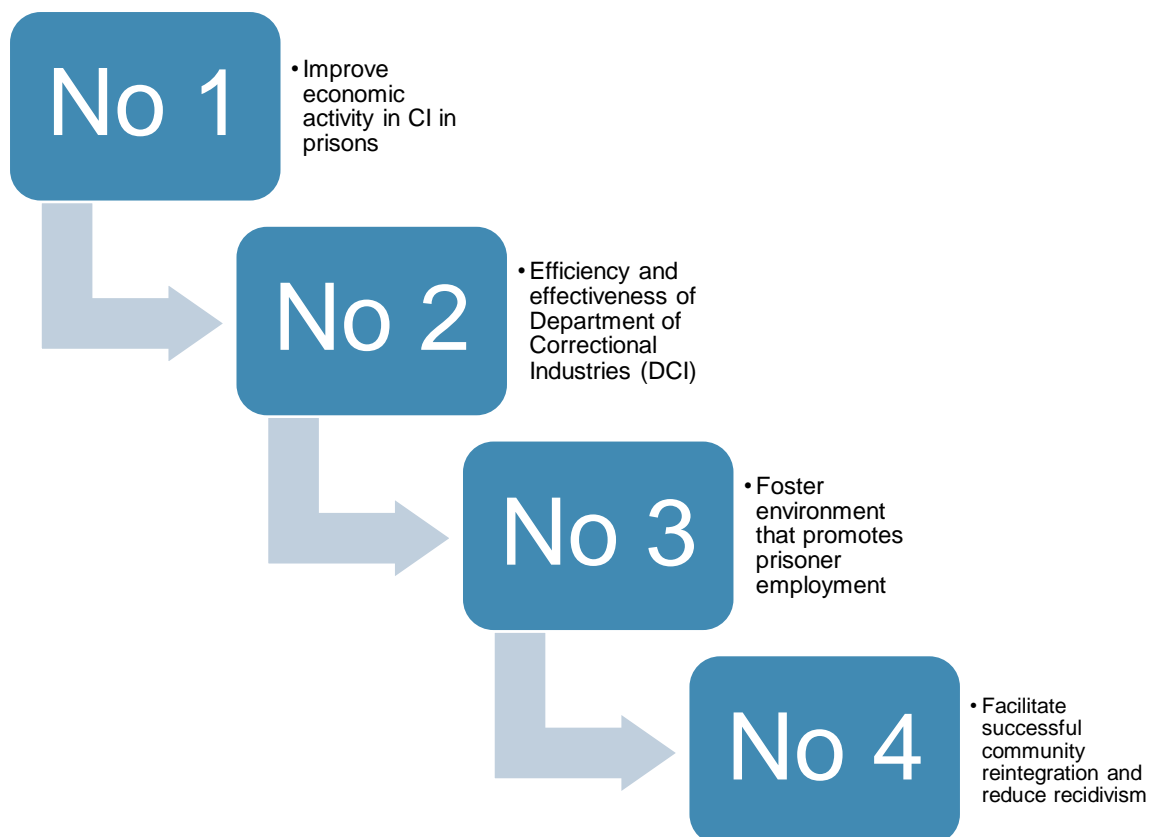 No 1
• Improve
economic
activity in CI in
prisons
No 2
• Efficiency and
effectiveness of
Department of
Correctional
Industries (DCI)
No 3
• Foster
environment
that promotes
prisoner
employment
No 4
• Facilitate
successful
community
reintegration and
reduce recidivism